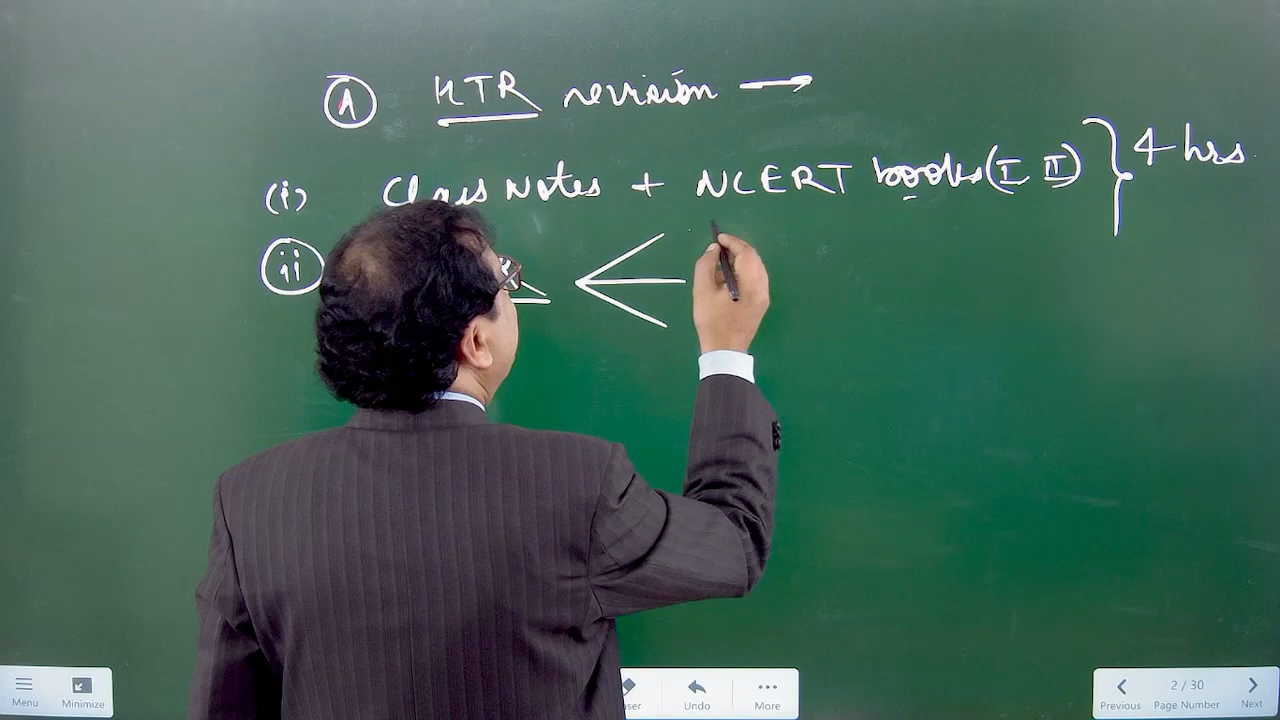 1 HTR revision →
(i) Class Notes + NCERT books (I II) } 4 hrs
ii
Menu Minimize Undo More Previous 2 / 30 Page Number Next